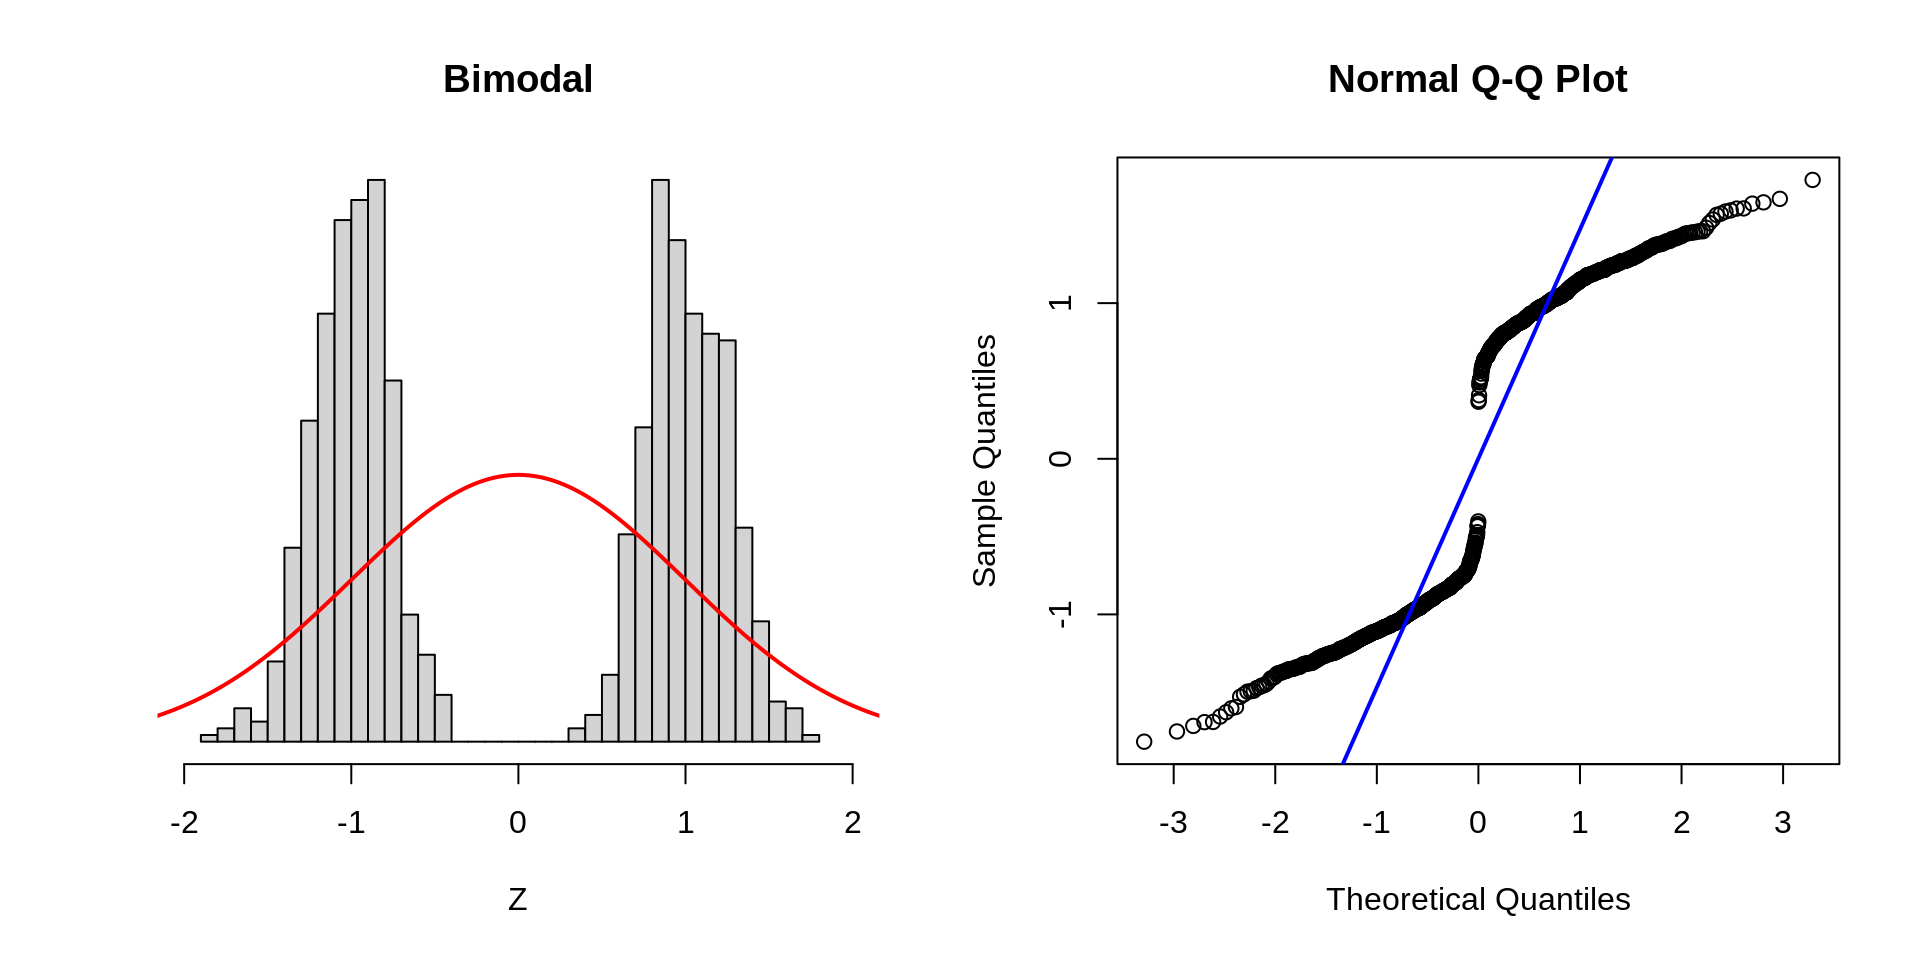 Bimodal
-2 -1 0 1 2
Z
Normal Q-Q Plot
Sample Quantiles
1
0
-1
-3 -2 -1 0 1 2 3
Theoretical Quantiles